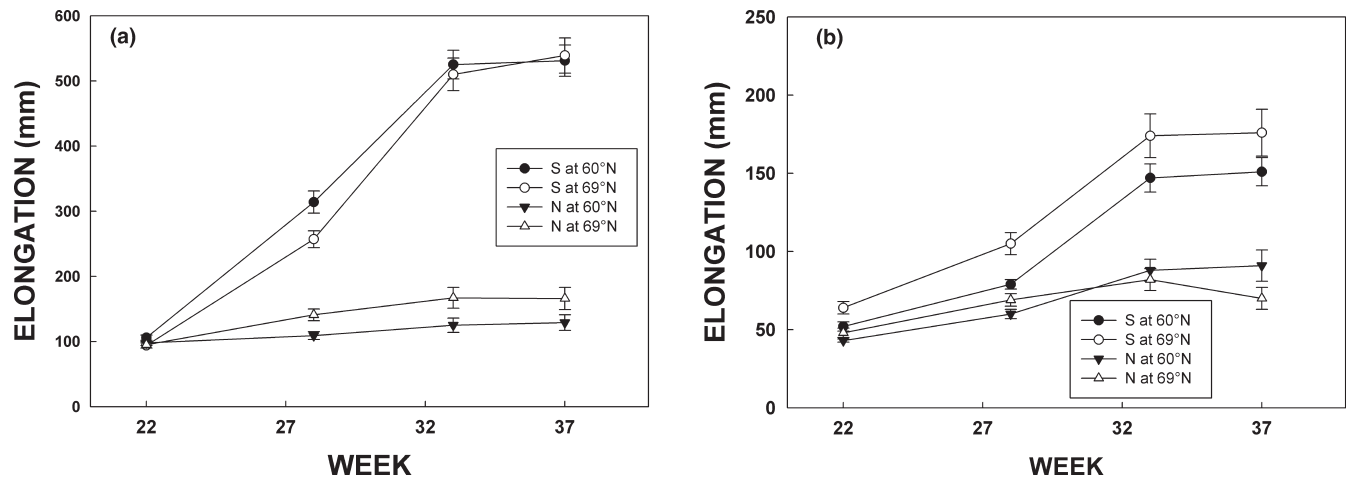 (a)
ELONGATION (mm)
600
500
400
300
200
100
0
22 27 32 37
WEEK
S at 60°N
S at 69°N
N at 60°N
N at 69°N
(b)
ELONGATION (mm)
250
200
150
100
50
0
22 27 32 37
WEEK
S at 60°N
S at 69°N
N at 60°N
N at 69°N